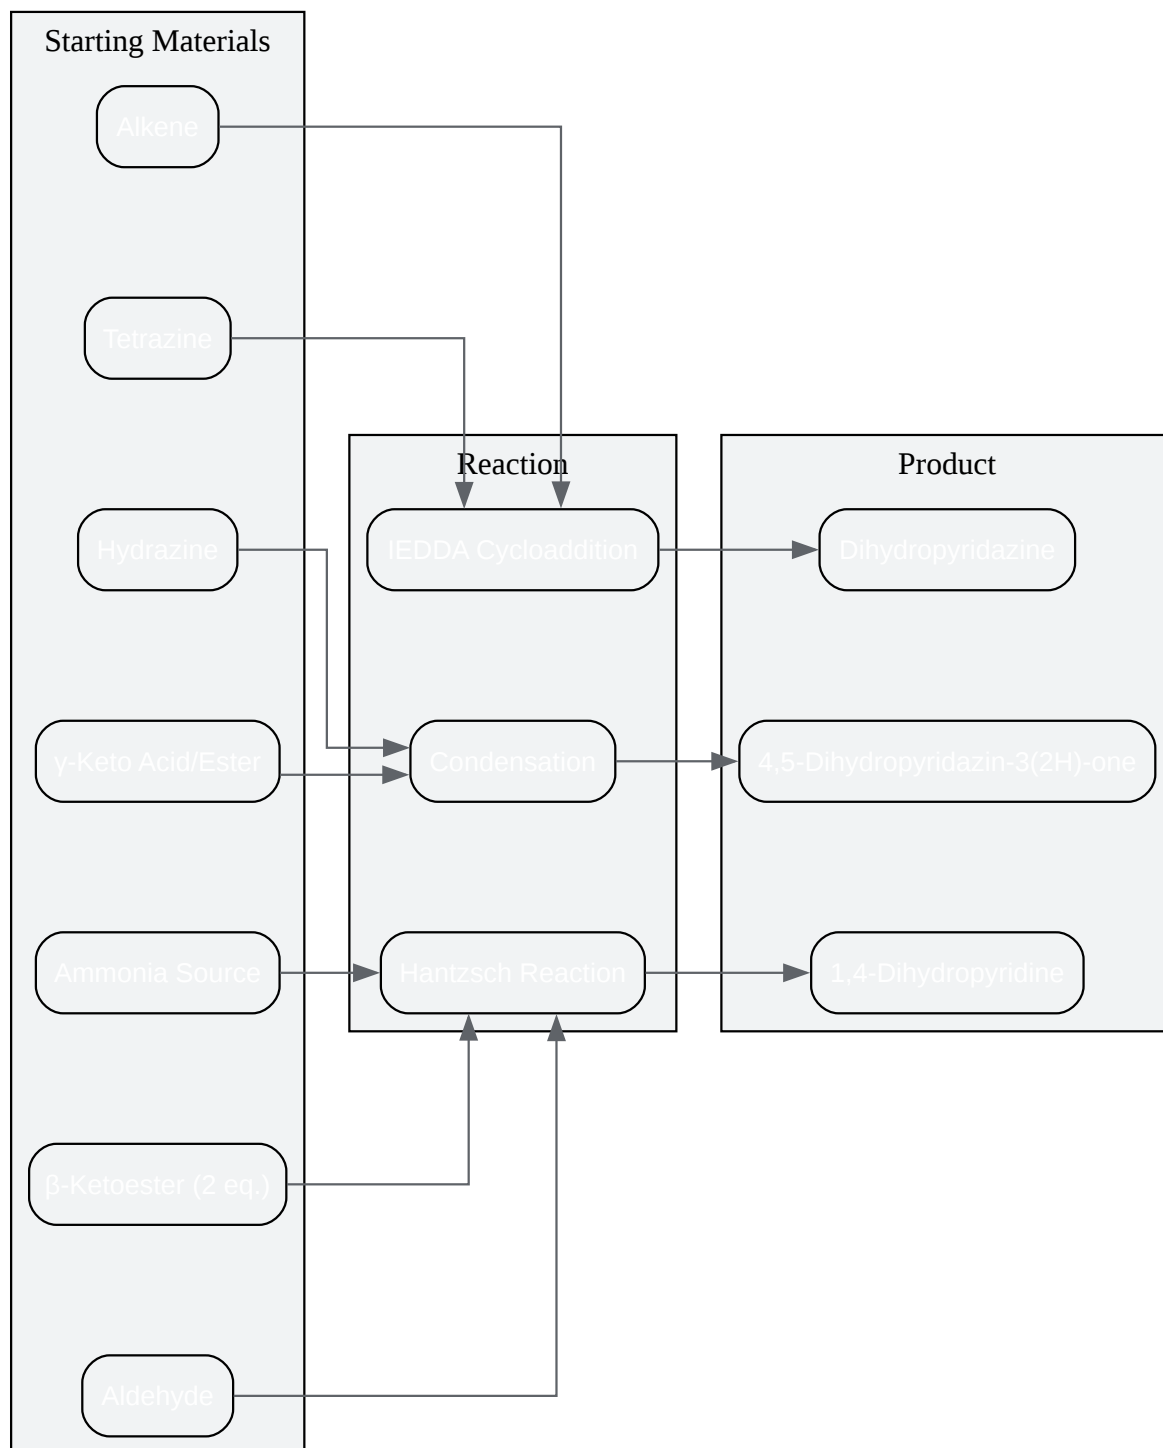 Starting Materials
Alkene
Tetrazine
Hydrazine
γ-Keto Acid/Ester
Ammonia Source
β-Ketoester (2 eq.)
Aldehyde
Reaction
IEDDA Cycloaddition
Condensation
Hantzsch Reaction
Product
Dihydropyridazine
4,5-Dihydropyridazin-3(2H)-one
1,4-Dihydropyridine